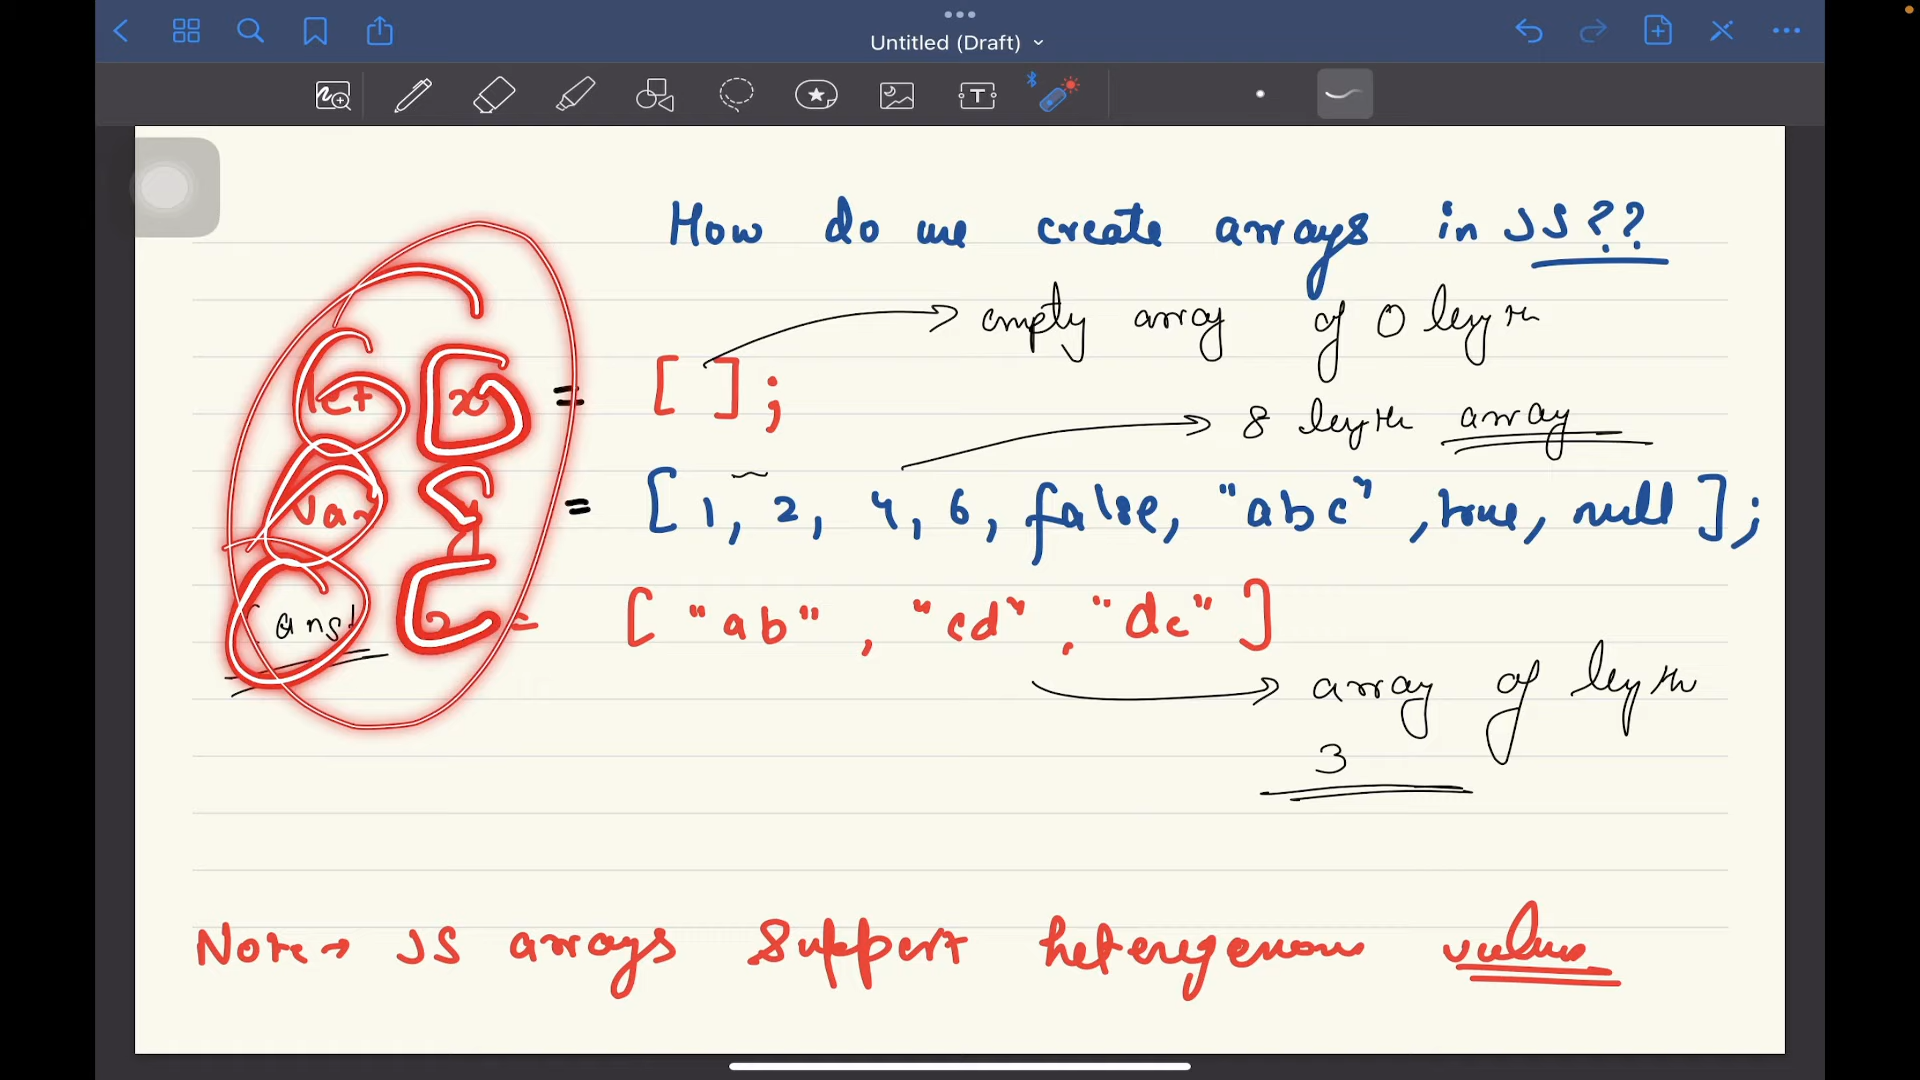 Untitled (Draft)
T
How do we create arrays in JS??
empty array of 0 length
let x = [ ];
8 length array
var y = [ 1, 2, 4, 6, false, "abc", true, null ];
= [ "ab", "cd", "de" ]
array of length
3
Note → JS arrays support heterogenous values